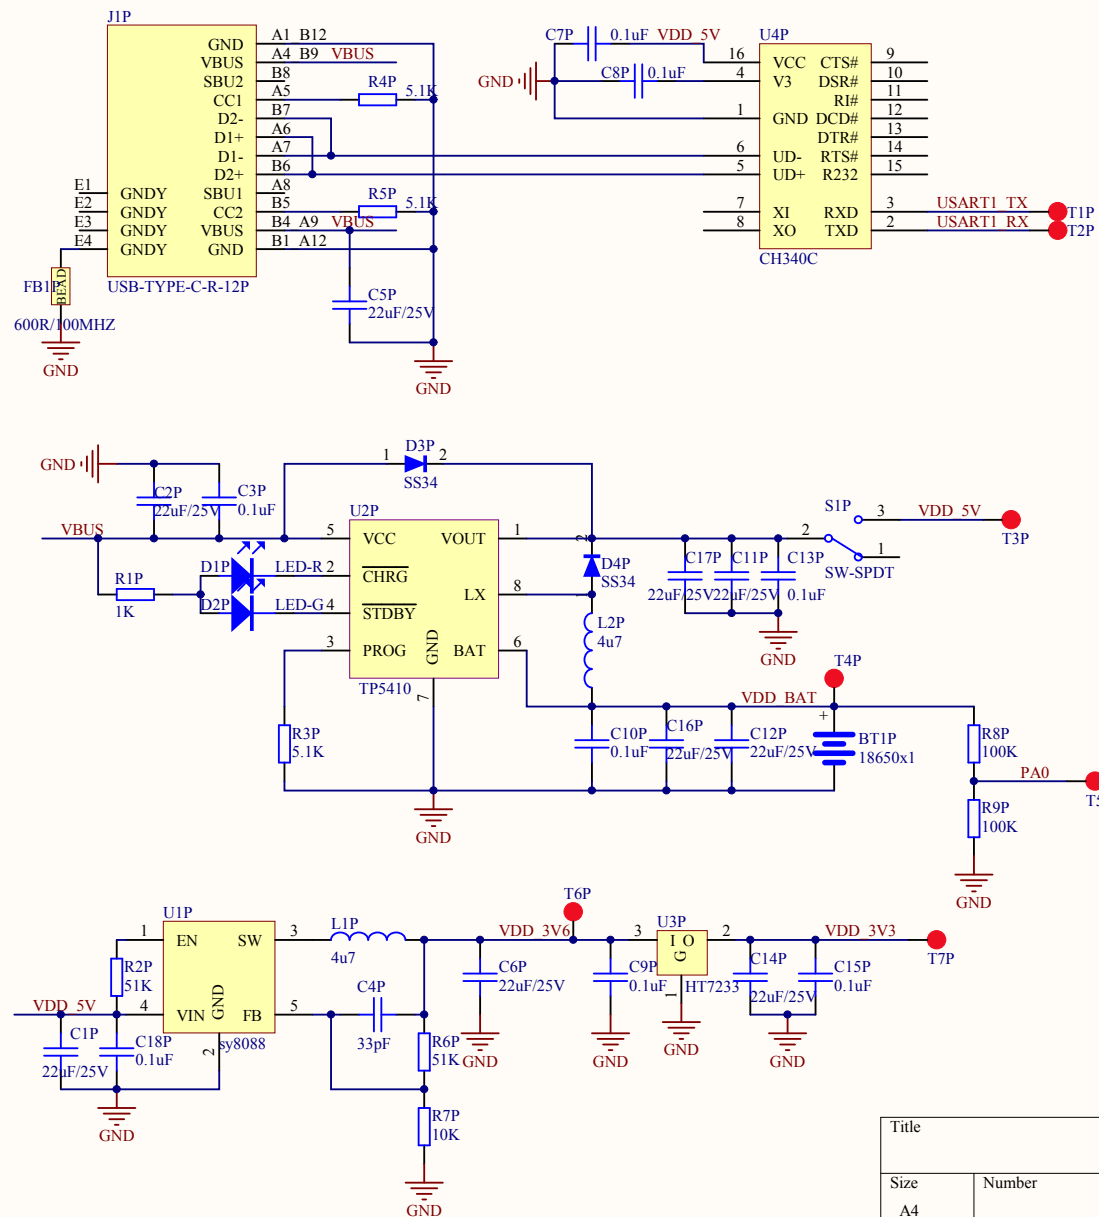 J1P
GND A1 B12
VBUS A4 B9 VBUS
SBU2 B8
CC1 A5 R4P 5.1K
D2- B7
D1+ A6
D1- A7
D2+ B6
E1 GNDY SBU1 A8
E2 GNDY CC2 B5 R5P 5.1K
E3 GNDY VBUS B4 A9 VBUS
E4 GNDY GND B1 A12
USB-TYPE-C-R-12P
FB1P BEAD
600R/100MHZ
GND
C5P
22uF/25V
GND
C7P 0.1uF VDD_5V
GND C8P 0.1uF
U4P
16 VCC CTS# 9
4 V3 DSR# 10
RI# 11
1 GND DCD# 12
DTR# 13
6 UD- RTS# 14
5 UD+ R232 15
7 XI RXD 3 USART1_TX T1P
8 XO TXD 2 USART1_RX T2P
CH340C
1 D3P 2
SS34
GND
C2P 22uF/25V
C3P 0.1uF
VBUS
R1P
1K
D1P LED-R
D2P LED-G
U2P
5 VCC VOUT 1
2 CHRG
LX 8
4 STDBY
3 PROG GND BAT 6
7
TP5410
R3P
5.1K
GND
2 D4P
SS34
1
L2P
4u7
C17P 22uF/25V
C11P 22uF/25V
C13P 0.1uF
GND
S1P
2 3 VDD_5V T3P
1
SW-SPDT
T4P
VDD_BAT
C10P 0.1uF
C16P 22uF/25V
C12P 22uF/25V
+ BT1P
18650x1
R8P
100K
PA0
R9P
100K
GND
U1P
1 EN SW 3
4 VIN GND FB 5
2
sy8088
R2P
51K
VDD_5V
C1P
22uF/25V
C18P
0.1uF
GND
L1P
4u7
C4P
33pF
R6P
51K
R7P
10K
GND
C6P
22uF/25V
GND
VDD_3V6
T6P
C9P
0.1uF
GND
U3P
3 I O 2
G
1
HT7233
GND
VDD_3V3
T7P
C14P
22uF/25V
C15P
0.1uF
GND
Title
Size Number
A4